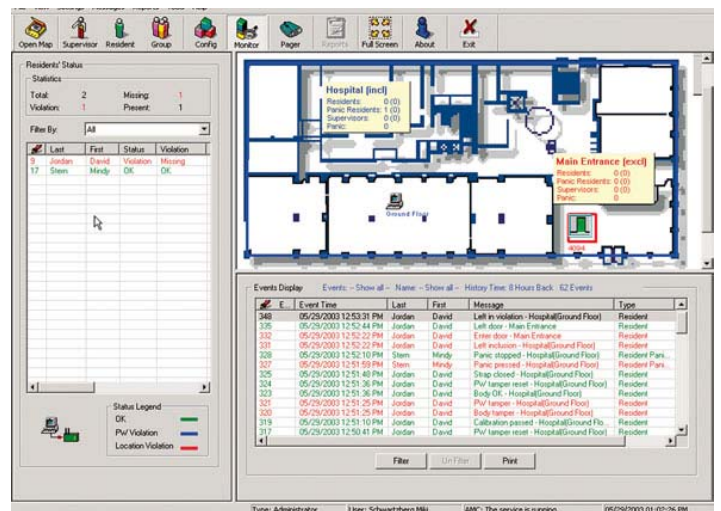 Open Map Supervisor Resident Group Config Monitor Pager Reports Full Screen About Exit
Residents' Status
Statistics
Total: 2 Missing: 1
Violation: 1 Present: 1
Filter By: All
Last First Status Violation
9 Jordan David Violation Missing
17 Stern Mindy OK OK
Status Legend
OK
PW Violation
Location Violation
Hospital (incl)
Residents: 0 (0)
Panic Residents: 1 (0)
Supervisors: 0 (0)
Panic: 0
Main Entrance (excl)
Residents: 0 (0)
Panic Residents: 0 (0)
Supervisors: 0 (0)
Panic: 0
Ground Floor
4094
Events Display Events: - Show all - Name: - Show all - History Time: 8 Hours Back 62 Events
E... Event Time Last First Message Type
348 05/29/2003 12:53:31 PM Jordan David Left in violation - Hospital(Ground Floor) Resident
335 05/29/2003 12:52:44 PM Jordan David Left door - Main Entrance Resident
332 05/29/2003 12:52:22 PM Jordan David Enter door - Main Entrance Resident
331 05/29/2003 12:52:22 PM Jordan David Left inclusion - Hospital(Ground Floor) Resident
328 05/29/2003 12:52:10 PM Stern Mindy Panic stopped - Hospital(Ground Floor) Resident Pani...
327 05/29/2003 12:51:59 PM Stern Mindy Panic pressed - Hospital(Ground Floor) Resident Pani...
325 05/29/2003 12:51:48 PM Jordan David Strap closed - Hospital(Ground Floor) Resident
324 05/29/2003 12:51:36 PM Jordan David PW tamper reset - Hospital(Ground Floor) Resident
323 05/29/2003 12:51:36 PM Jordan David Body OK - Hospital(Ground Floor) Resident
321 05/29/2003 12:51:25 PM Jordan David PW tamper - Hospital(Ground Floor) Resident
320 05/29/2003 12:51:25 PM Jordan David Body tamper - Hospital(Ground Floor) Resident
319 05/29/2003 12:51:10 PM Jordan David Calibration passed - Hospital(Ground Flo... Resident
317 05/29/2003 12:50:41 PM Jordan David PW tamper reset - Hospital(Ground Floor) Resident
Filter Un Filter Print
Type: Administrator User: Schwartzberg Miki AMC: The service is running 05/29/2003 01:02:26 PM